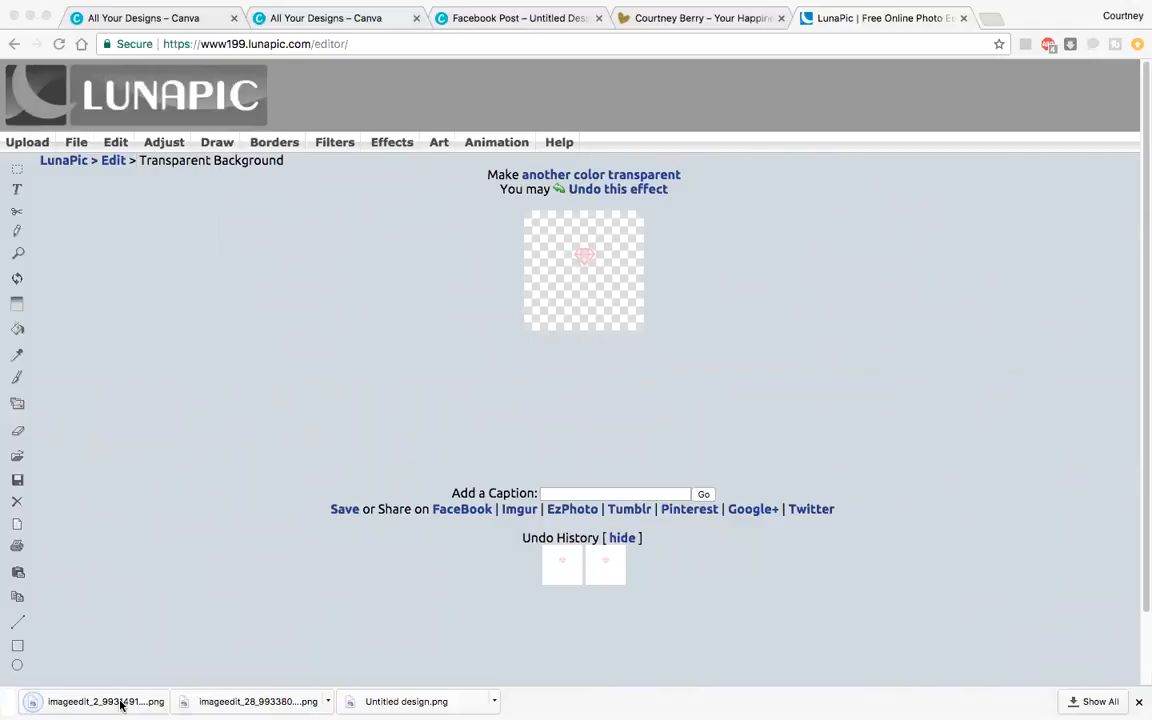 All Your Designs – Canva
All Your Designs – Canva
Facebook Post – Untitled Des
Courtney Berry – Your Happin
LunaPic | Free Online Photo E
Courtney
Secure
https://www199.lunapic.com/editor/
LUNAPIC
Upload File Edit Adjust Draw Borders Filters Effects Art Animation Help
LunaPic > Edit > Transparent Background
Make another color transparent
You may Undo this effect
Add a Caption: Go
Save or Share on FaceBook | Imgur | EzPhoto | Tumblr | Pinterest | Google+ | Twitter
Undo History [ hide ]
imageedit_2_9931491....png
imageedit_28_993380....png
Untitled design.png
Show All